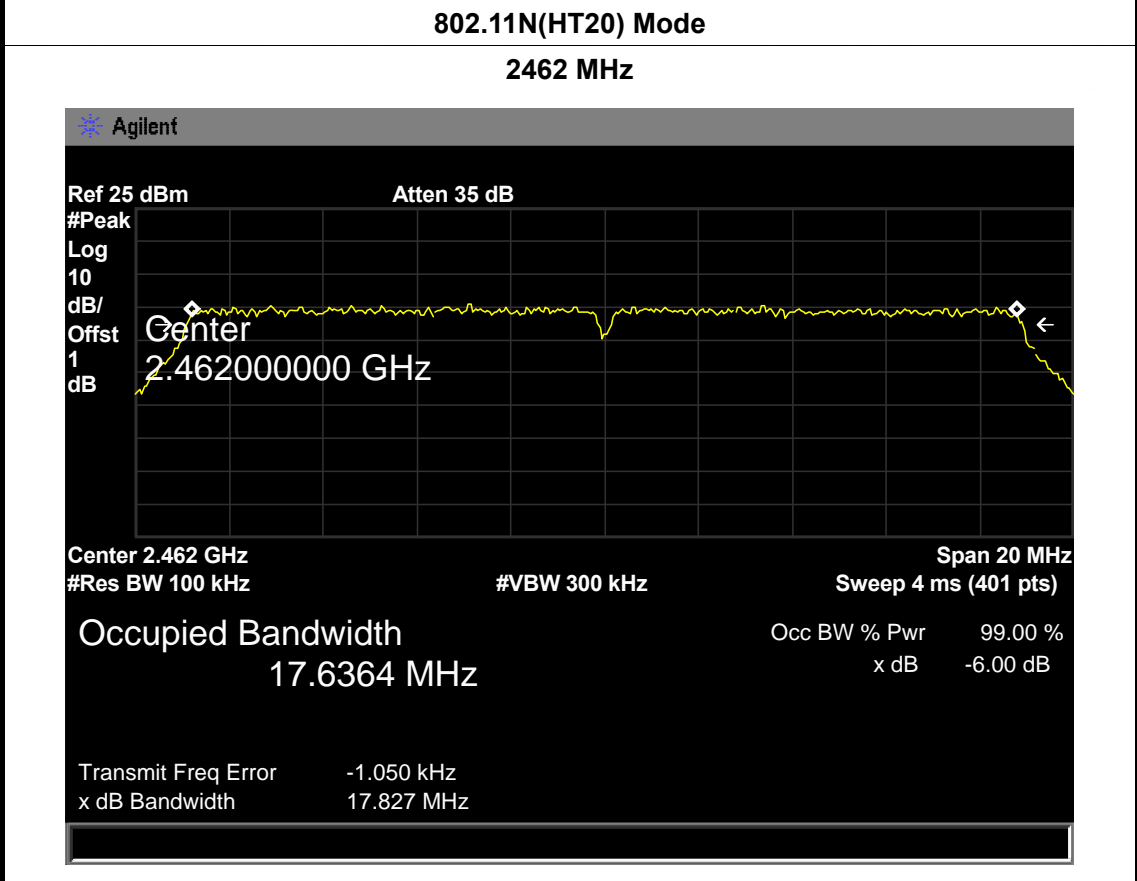 802.11N(HT20) Mode
2462 MHz
Agilent
Ref 25 dBm Atten 35 dB
#Peak
Log
10
dB/
Offst
1
dB
Center
2.462000000 GHz
Center 2.462 GHz Span 20 MHz
#Res BW 100 kHz #VBW 300 kHz Sweep 4 ms (401 pts)
Occupied Bandwidth Occ BW % Pwr 99.00 %
17.6364 MHz x dB -6.00 dB
Transmit Freq Error -1.050 kHz
x dB Bandwidth 17.827 MHz